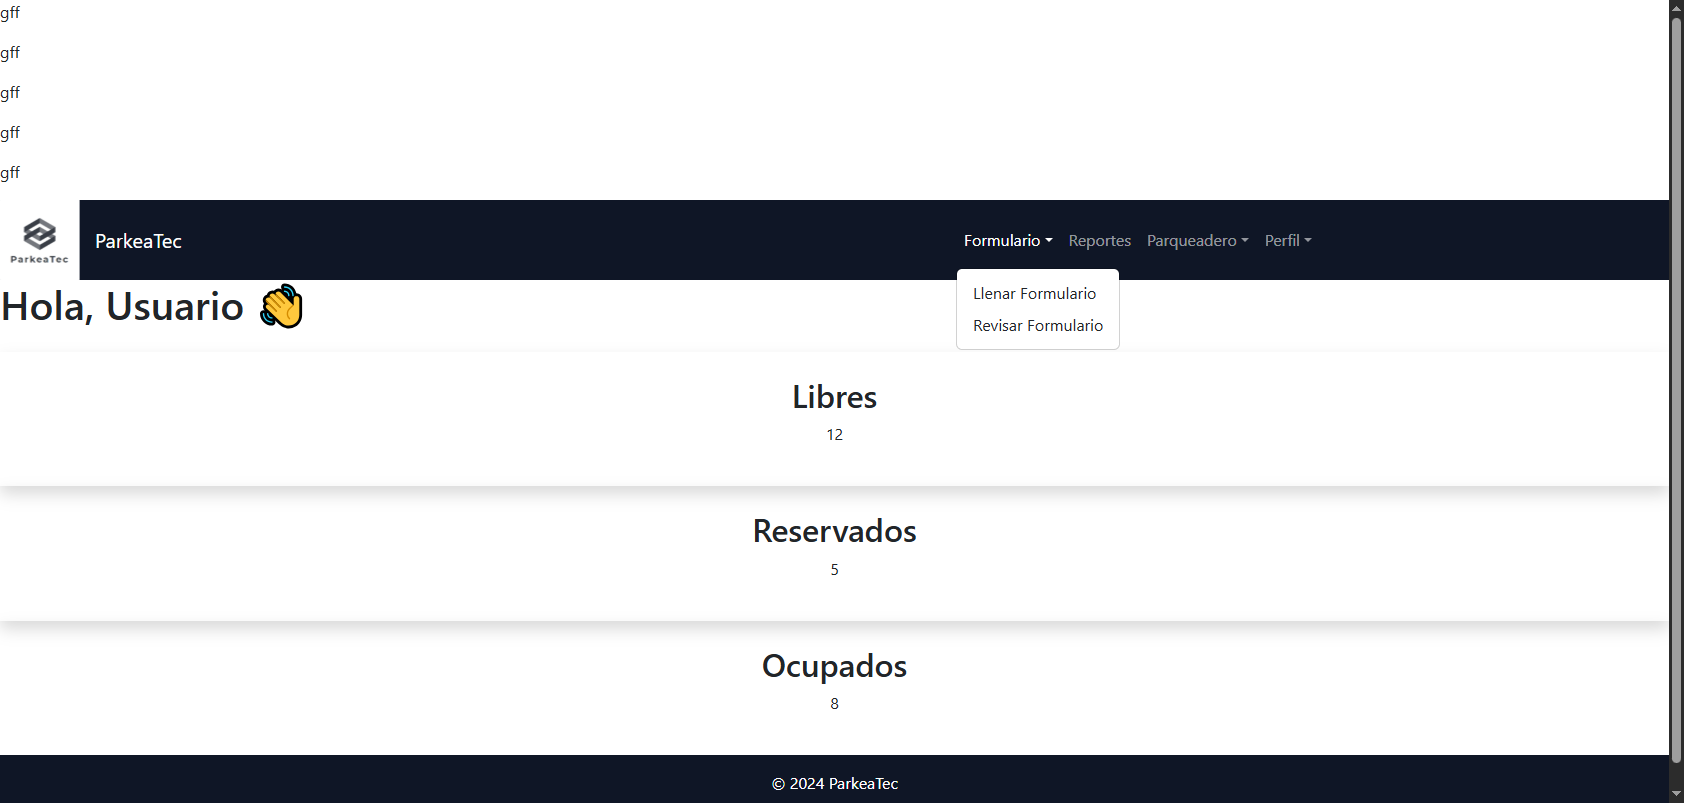 gff
gff
gff
gff
gff
ParkeaTec
ParkeaTec
Formulario
Reportes
Parqueadero
Perfil
Llenar Formulario
Revisar Formulario
Hola, Usuario 👋
Libres
12
Reservados
5
Ocupados
8
© 2024 ParkeaTec